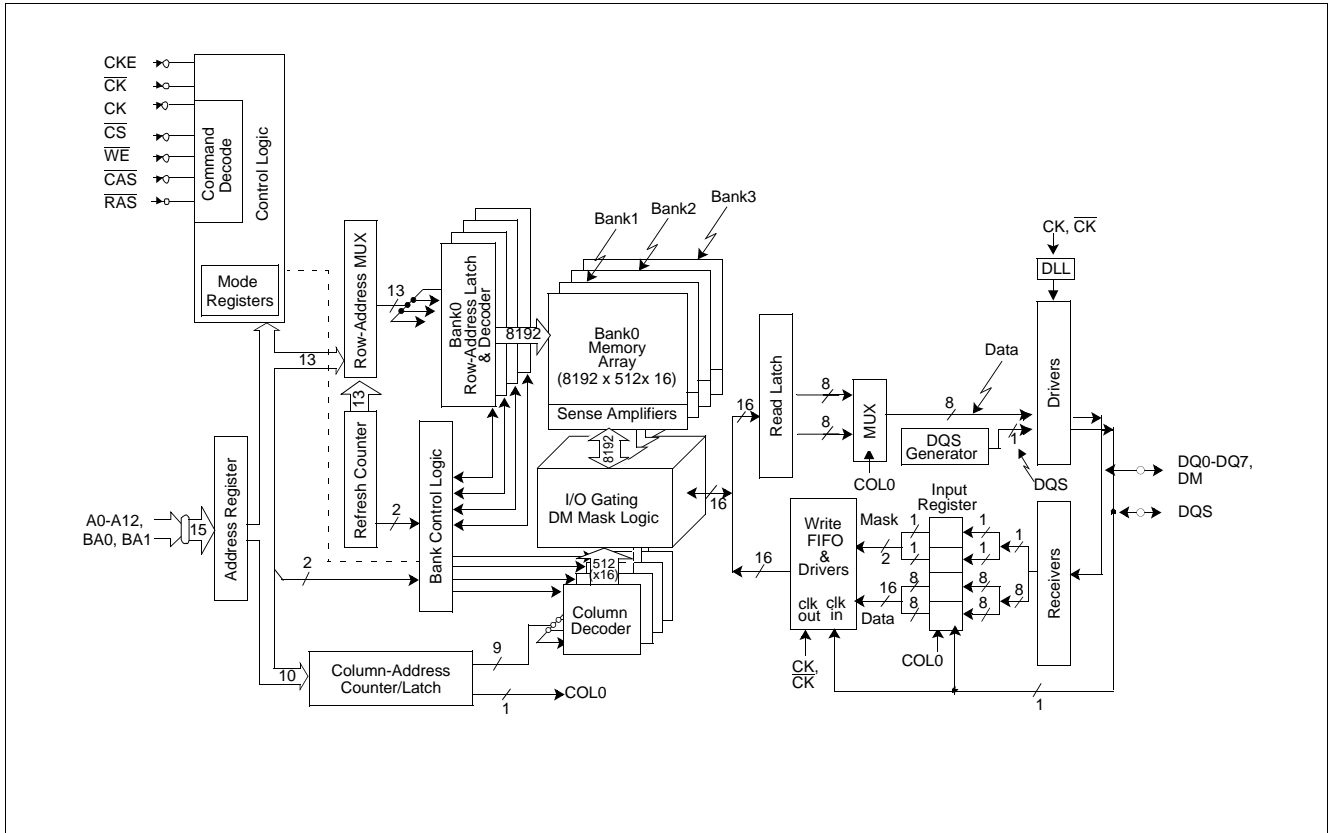 CKE
CK
CK
CS
WE
CAS
RAS
Command
Decode
Control Logic
Mode
Registers
Row-Address MUX
13
13
13
Refresh Counter
Bank0
Row-Address Latch
& Decoder
8192
Bank1
Bank2
Bank3
Bank0
Memory
Array
(8192 x 512x 16)
Sense Amplifiers
8192
I/O Gating
DM Mask Logic
16
Bank Control Logic
2
2
512
(x16)
Column
Decoder
A0-A12,
BA0, BA1
15
Address Register
10
Column-Address
Counter/Latch
9
1
COL0
16
Read Latch
8
8
MUX
COL0
Data
8
DQS
Generator
1
DQS
CK, CK
DLL
Drivers
DQ0-DQ7,
DM
DQS
16
Write
FIFO
&
Drivers
clk
out
clk
in
CK,
CK
Mask
2
16
Data
Input
Register
1
1
8
8
1
1
8
8
1
8
COL0
Receivers
1